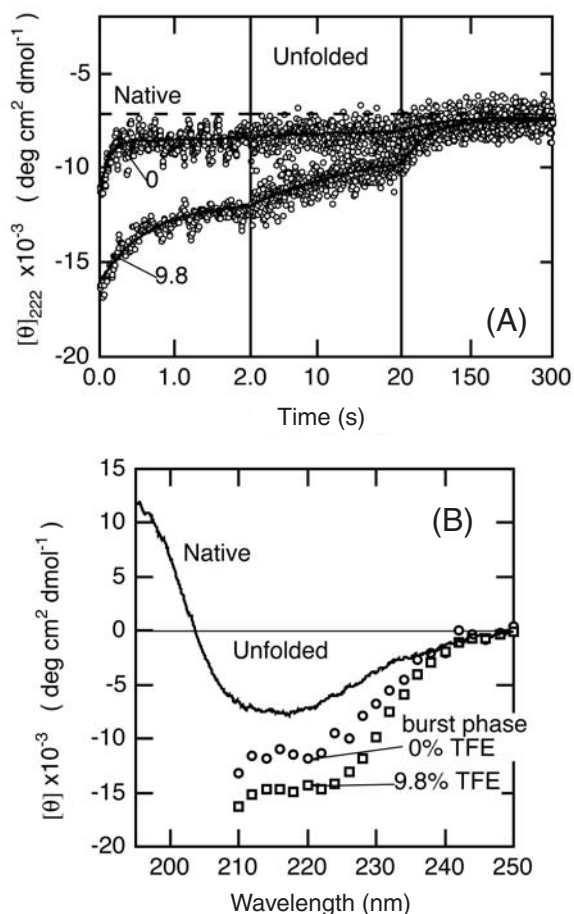 -5
Unfolded
Native
-10
0
-15
9.8
(A)
-20
0.0 1.0 2.0 10 20 150 300
[θ]222 x10-3 ( deg cm2 dmol-1 )
Time (s)
15
(B)
10
Native
5
0
Unfolded
-5
burst phase
0% TFE
-10
9.8% TFE
-15
-20
200 210 220 230 240 250
[θ] x10-3 ( deg cm2 dmol-1 )
Wavelength (nm)